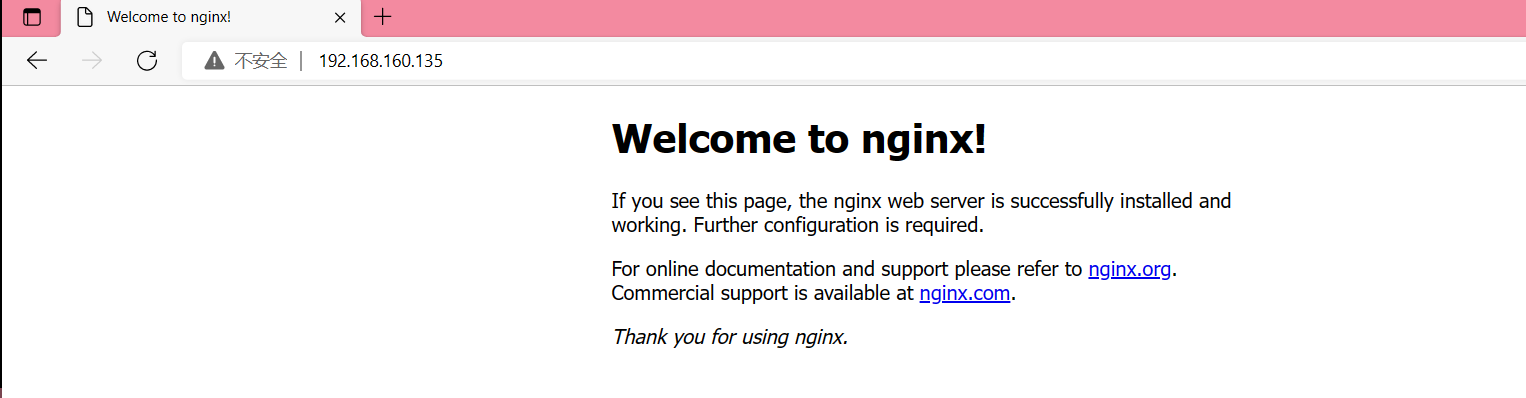 Welcome to nginx!
不安全 | 192.168.160.135
Welcome to nginx!
If you see this page, the nginx web server is successfully installed and
working. Further configuration is required.
For online documentation and support please refer to nginx.org.
Commercial support is available at nginx.com.
Thank you for using nginx.